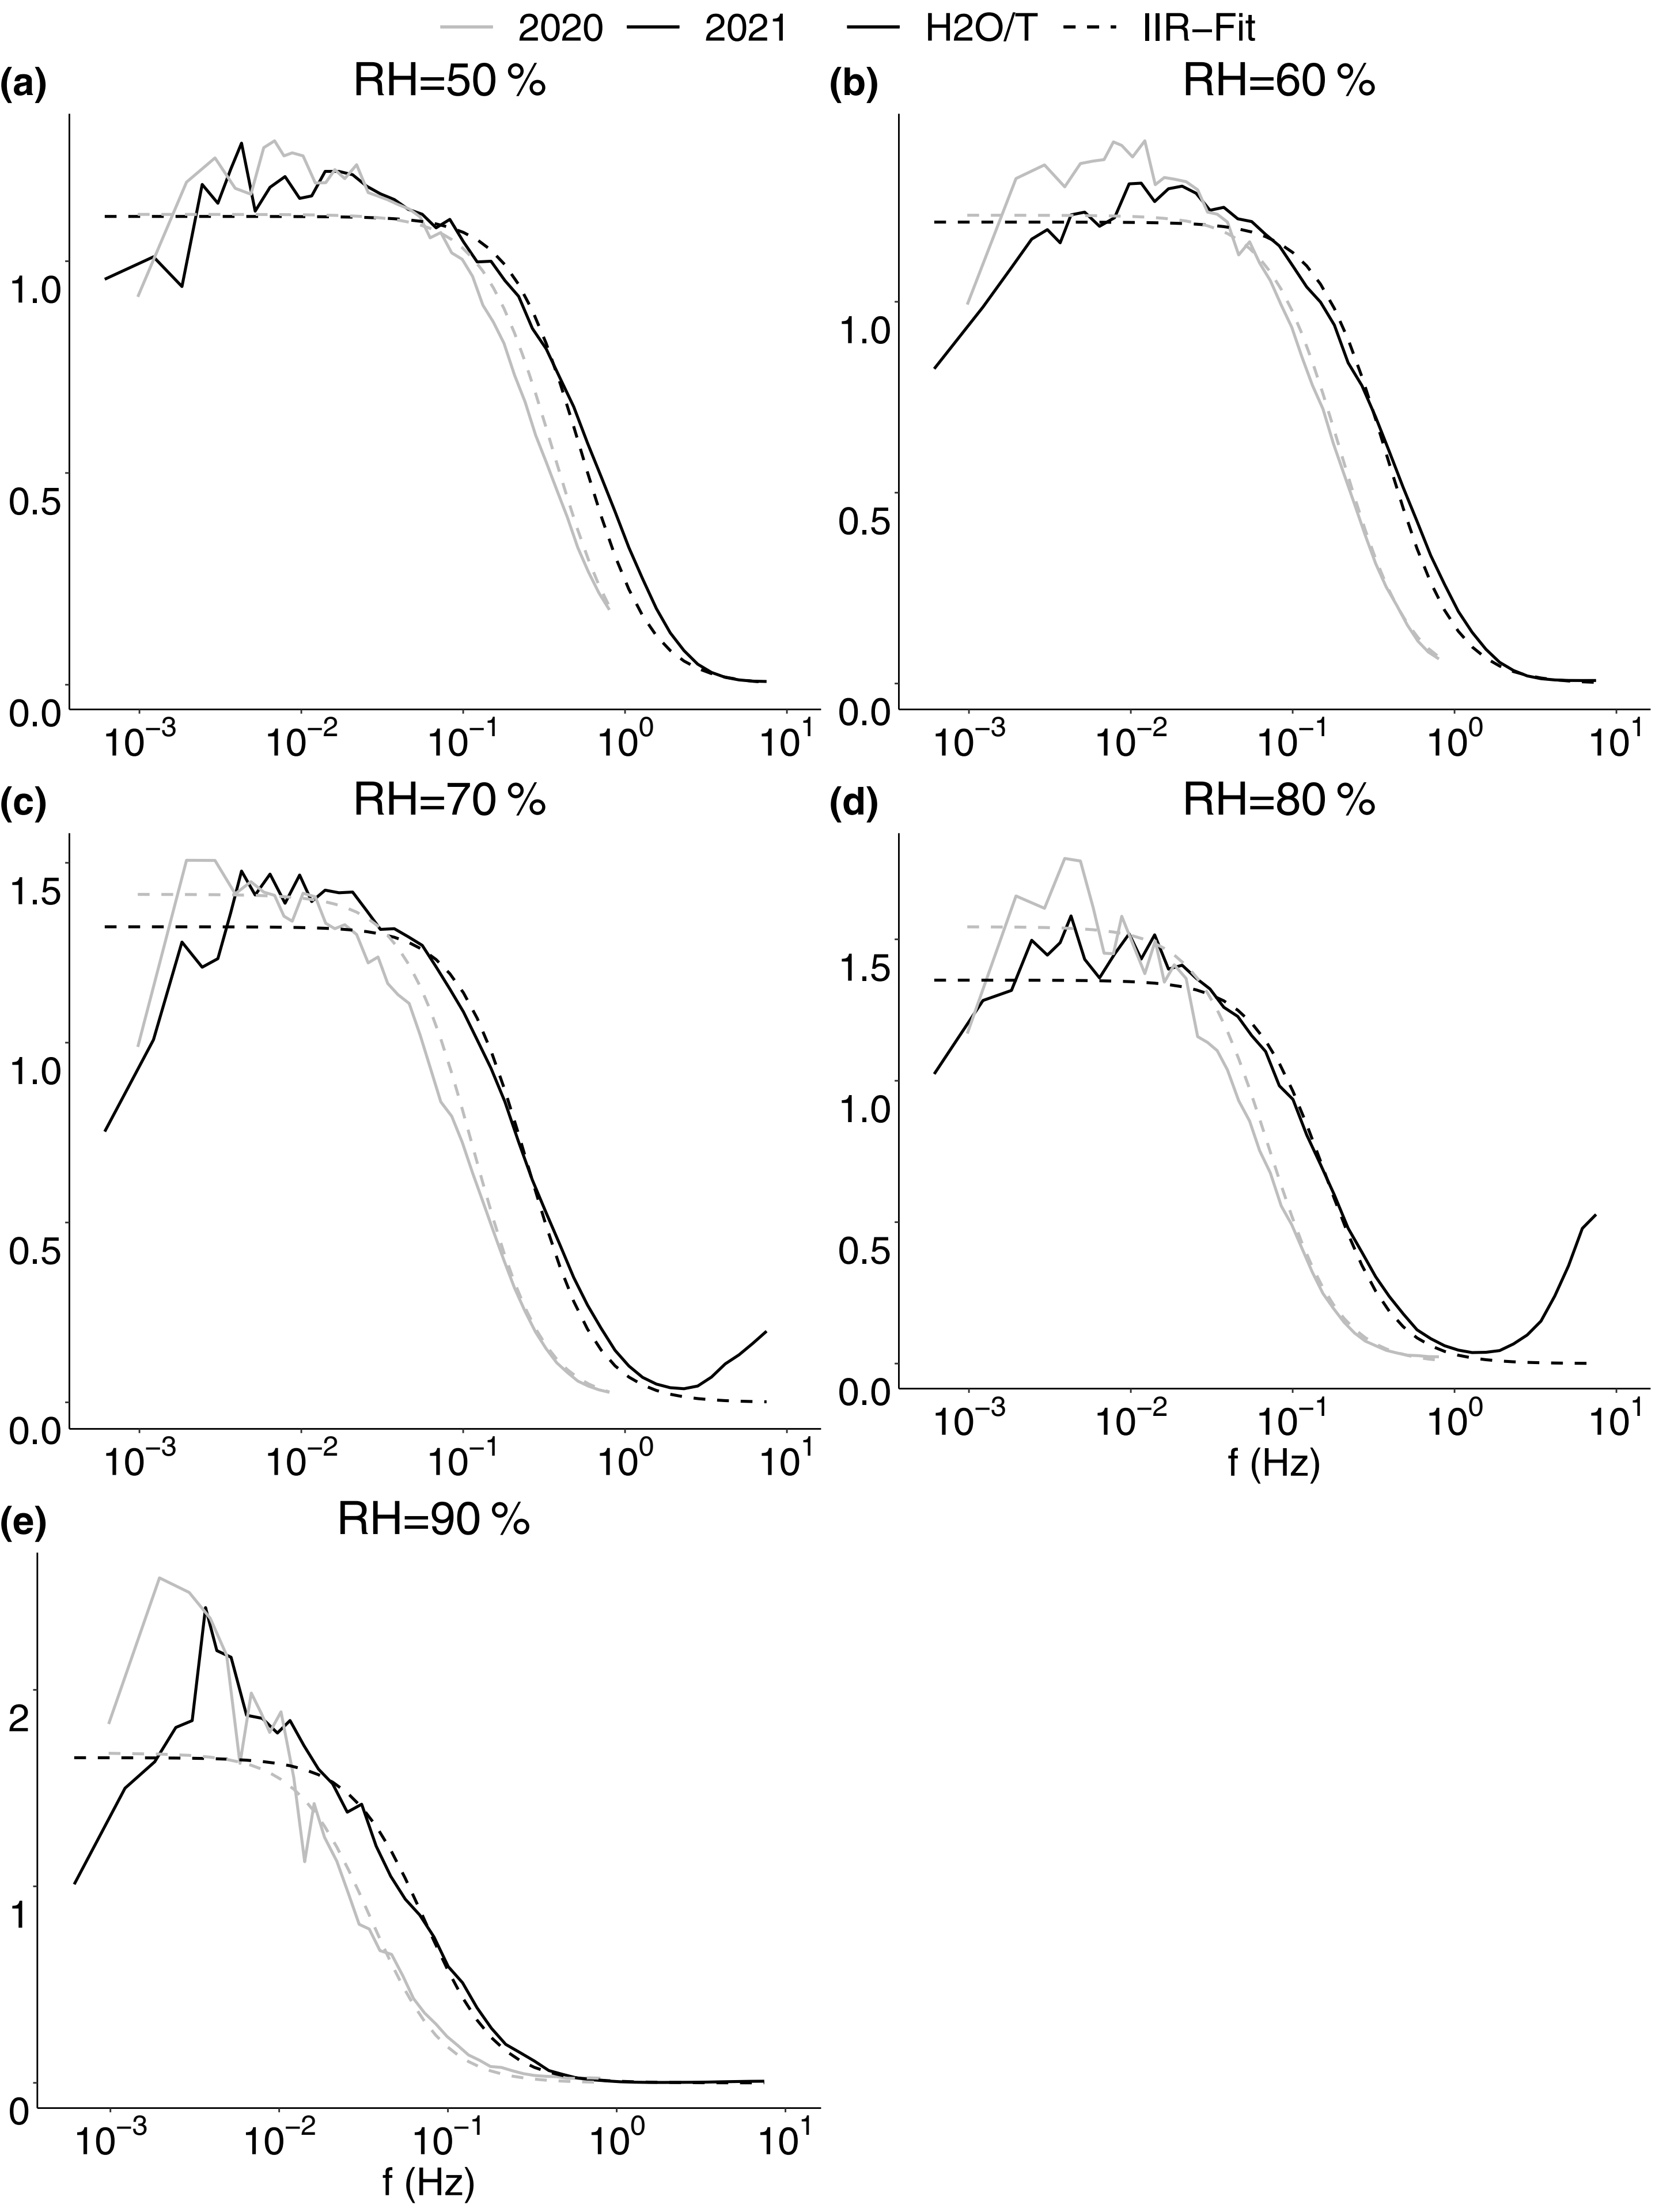 2020 2021 H2O/T IIR−Fit
(a) RH=50 % (b) RH=60 %
1.0 1.0
0.5 0.5
0.0 0.0
10⁻³ 10⁻² 10⁻¹ 10⁰ 10¹ 10⁻³ 10⁻² 10⁻¹ 10⁰ 10¹
(c) RH=70 % (d) RH=80 %
1.5 1.5
1.0 1.0
0.5 0.5
0.0 0.0
10⁻³ 10⁻² 10⁻¹ 10⁰ 10¹ 10⁻³ 10⁻² 10⁻¹ 10⁰ 10¹
f (Hz)
(e) RH=90 %
2
1
0
10⁻³ 10⁻² 10⁻¹ 10⁰ 10¹
f (Hz)